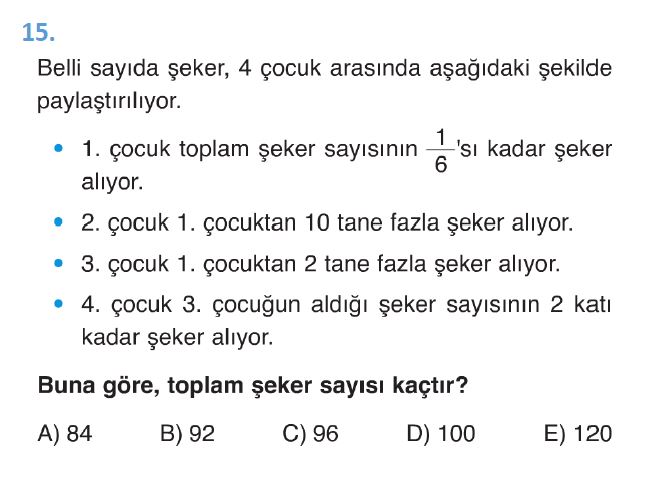 15.
Belli sayıda şeker, 4 çocuk arasında aşağıdaki şekilde
paylaştırılıyor.
• 1. çocuk toplam şeker sayısının 1/6'sı kadar şeker
alıyor.
• 2. çocuk 1. çocuktan 10 tane fazla şeker alıyor.
• 3. çocuk 1. çocuktan 2 tane fazla şeker alıyor.
• 4. çocuk 3. çocuğun aldığı şeker sayısının 2 katı
kadar şeker alıyor.
Buna göre, toplam şeker sayısı kaçtır?
A) 84 B) 92 C) 96 D) 100 E) 120